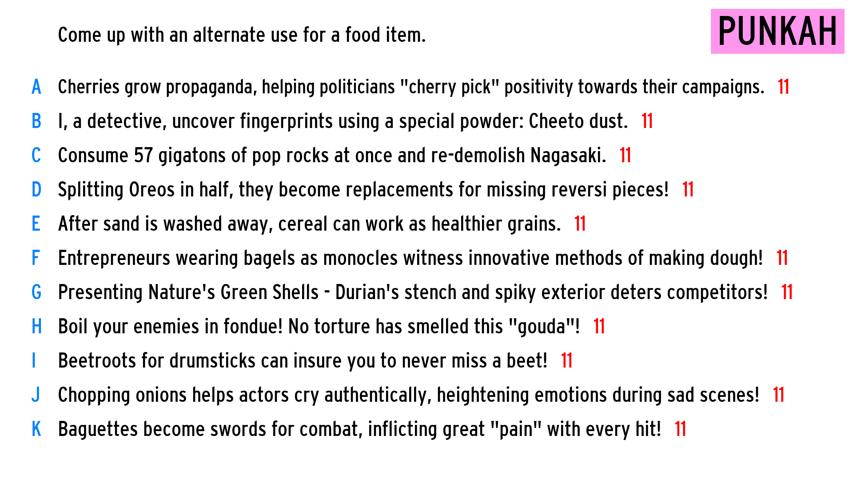 Come up with an alternate use for a food item.
PUNKAH
A Cherries grow propaganda, helping politicians "cherry pick" positivity towards their campaigns. 11
B I, a detective, uncover fingerprints using a special powder: Cheeto dust. 11
C Consume 57 gigatons of pop rocks at once and re-demolish Nagasaki. 11
D Splitting Oreos in half, they become replacements for missing reversi pieces! 11
E After sand is washed away, cereal can work as healthier grains. 11
F Entrepreneurs wearing bagels as monocles witness innovative methods of making dough! 11
G Presenting Nature's Green Shells - Durian's stench and spiky exterior deters competitors! 11
H Boil your enemies in fondue! No torture has smelled this "gouda"! 11
I Beetroots for drumsticks can insure you to never miss a beet! 11
J Chopping onions helps actors cry authentically, heightening emotions during sad scenes! 11
K Baguettes become swords for combat, inflicting great "pain" with every hit! 11